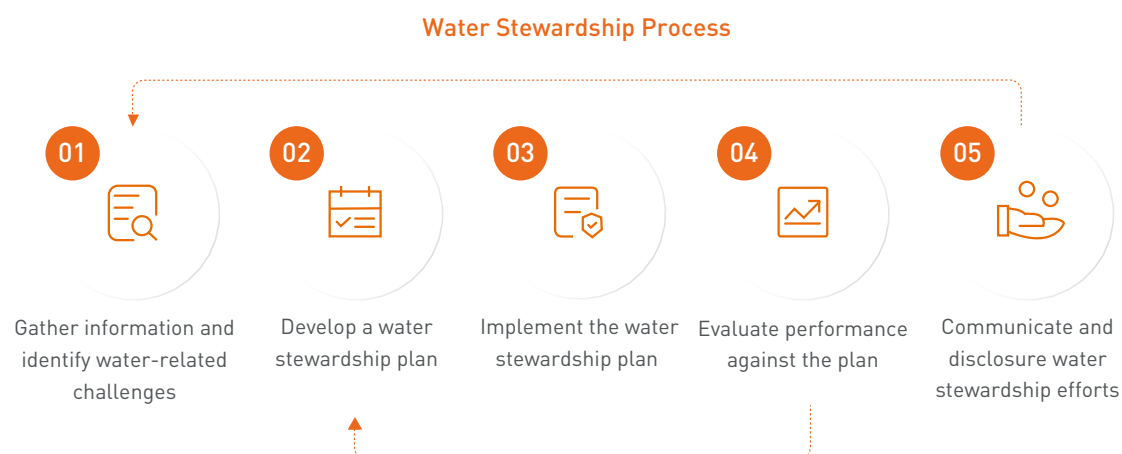 Water Stewardship Process
01
02
03
04
05
Gather information and
identify water-related
challenges
Develop a water
stewardship plan
Implement the water
stewardship plan
Evaluate performance
against the plan
Communicate and
disclosure water
stewardship efforts